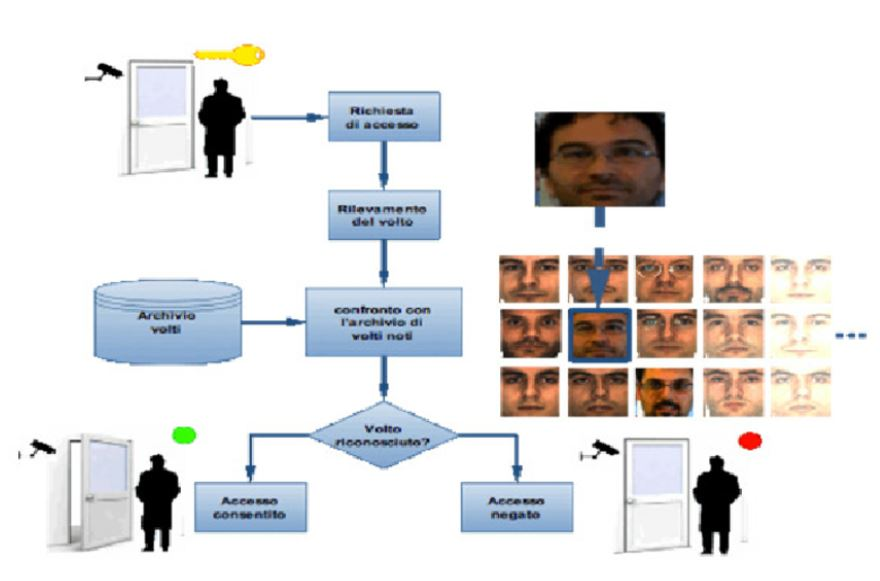 Richiesta
di accesso
Rilevamento
del volto
Archivio
volti
confronto con
l'archivio di
volti noti
Volto
riconosciuto?
Accesso
consentito
Accesso
negato